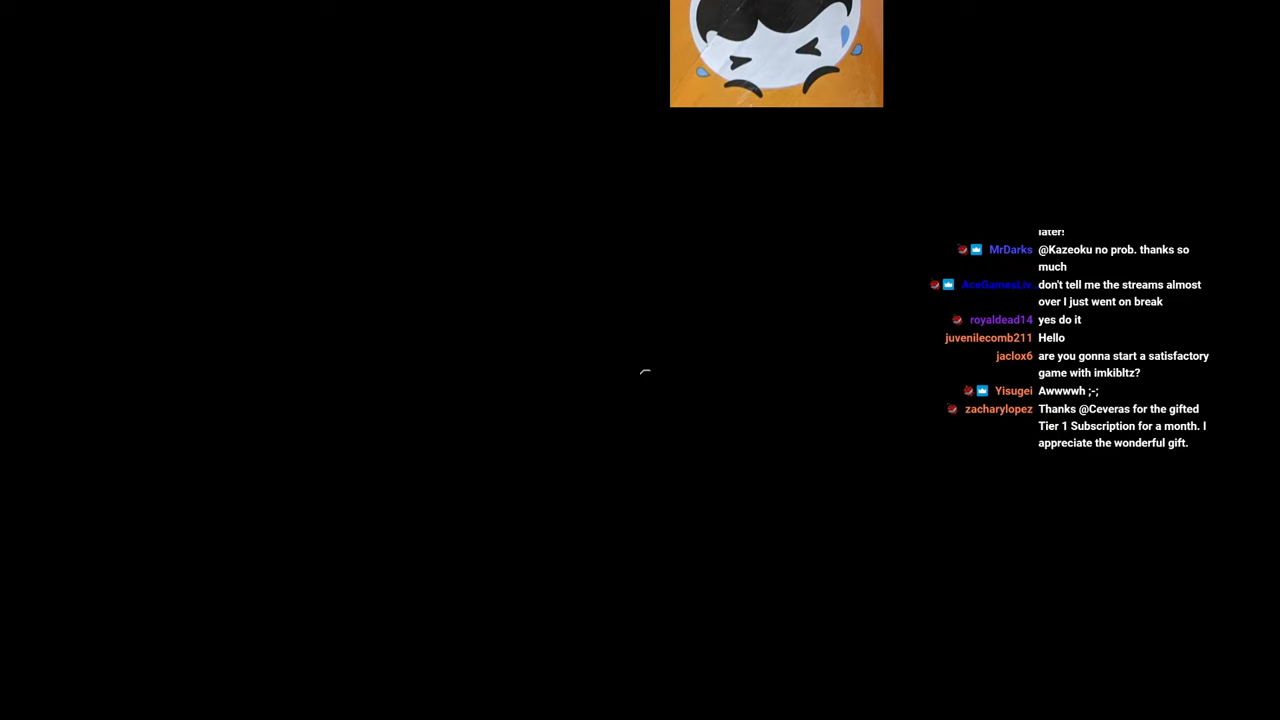 later!
MrDarks @Kazeoku no prob. thanks so
much
AceGamesLiv.. don't tell me the streams almost
over I just went on break
royaldead14 yes do it
juvenilecomb211 Hello
jaclox6 are you gonna start a satisfactory
game with imkibltz?
Yisugei Awwwwh ;-;
zacharylopez Thanks @Ceveras for the gifted
Tier 1 Subscription for a month. I
appreciate the wonderful gift.